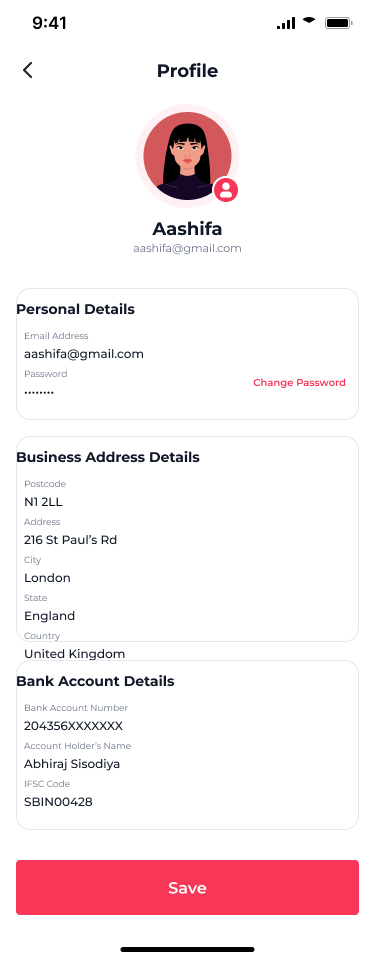 9:41
Profile
Aashifa
aashifa@gmail.com
Personal Details
Email Address
aashifa@gmail.com
Password
........
Change Password
Business Address Details
Postcode
N1 2LL
Address
216 St Paul's Rd
City
London
State
England
Country
United Kingdom
Bank Account Details
Bank Account Number
204356XXXXXXX
Account Holder's Name
Abhiraj Sisodiya
IFSC Code
SBIN00428
Save